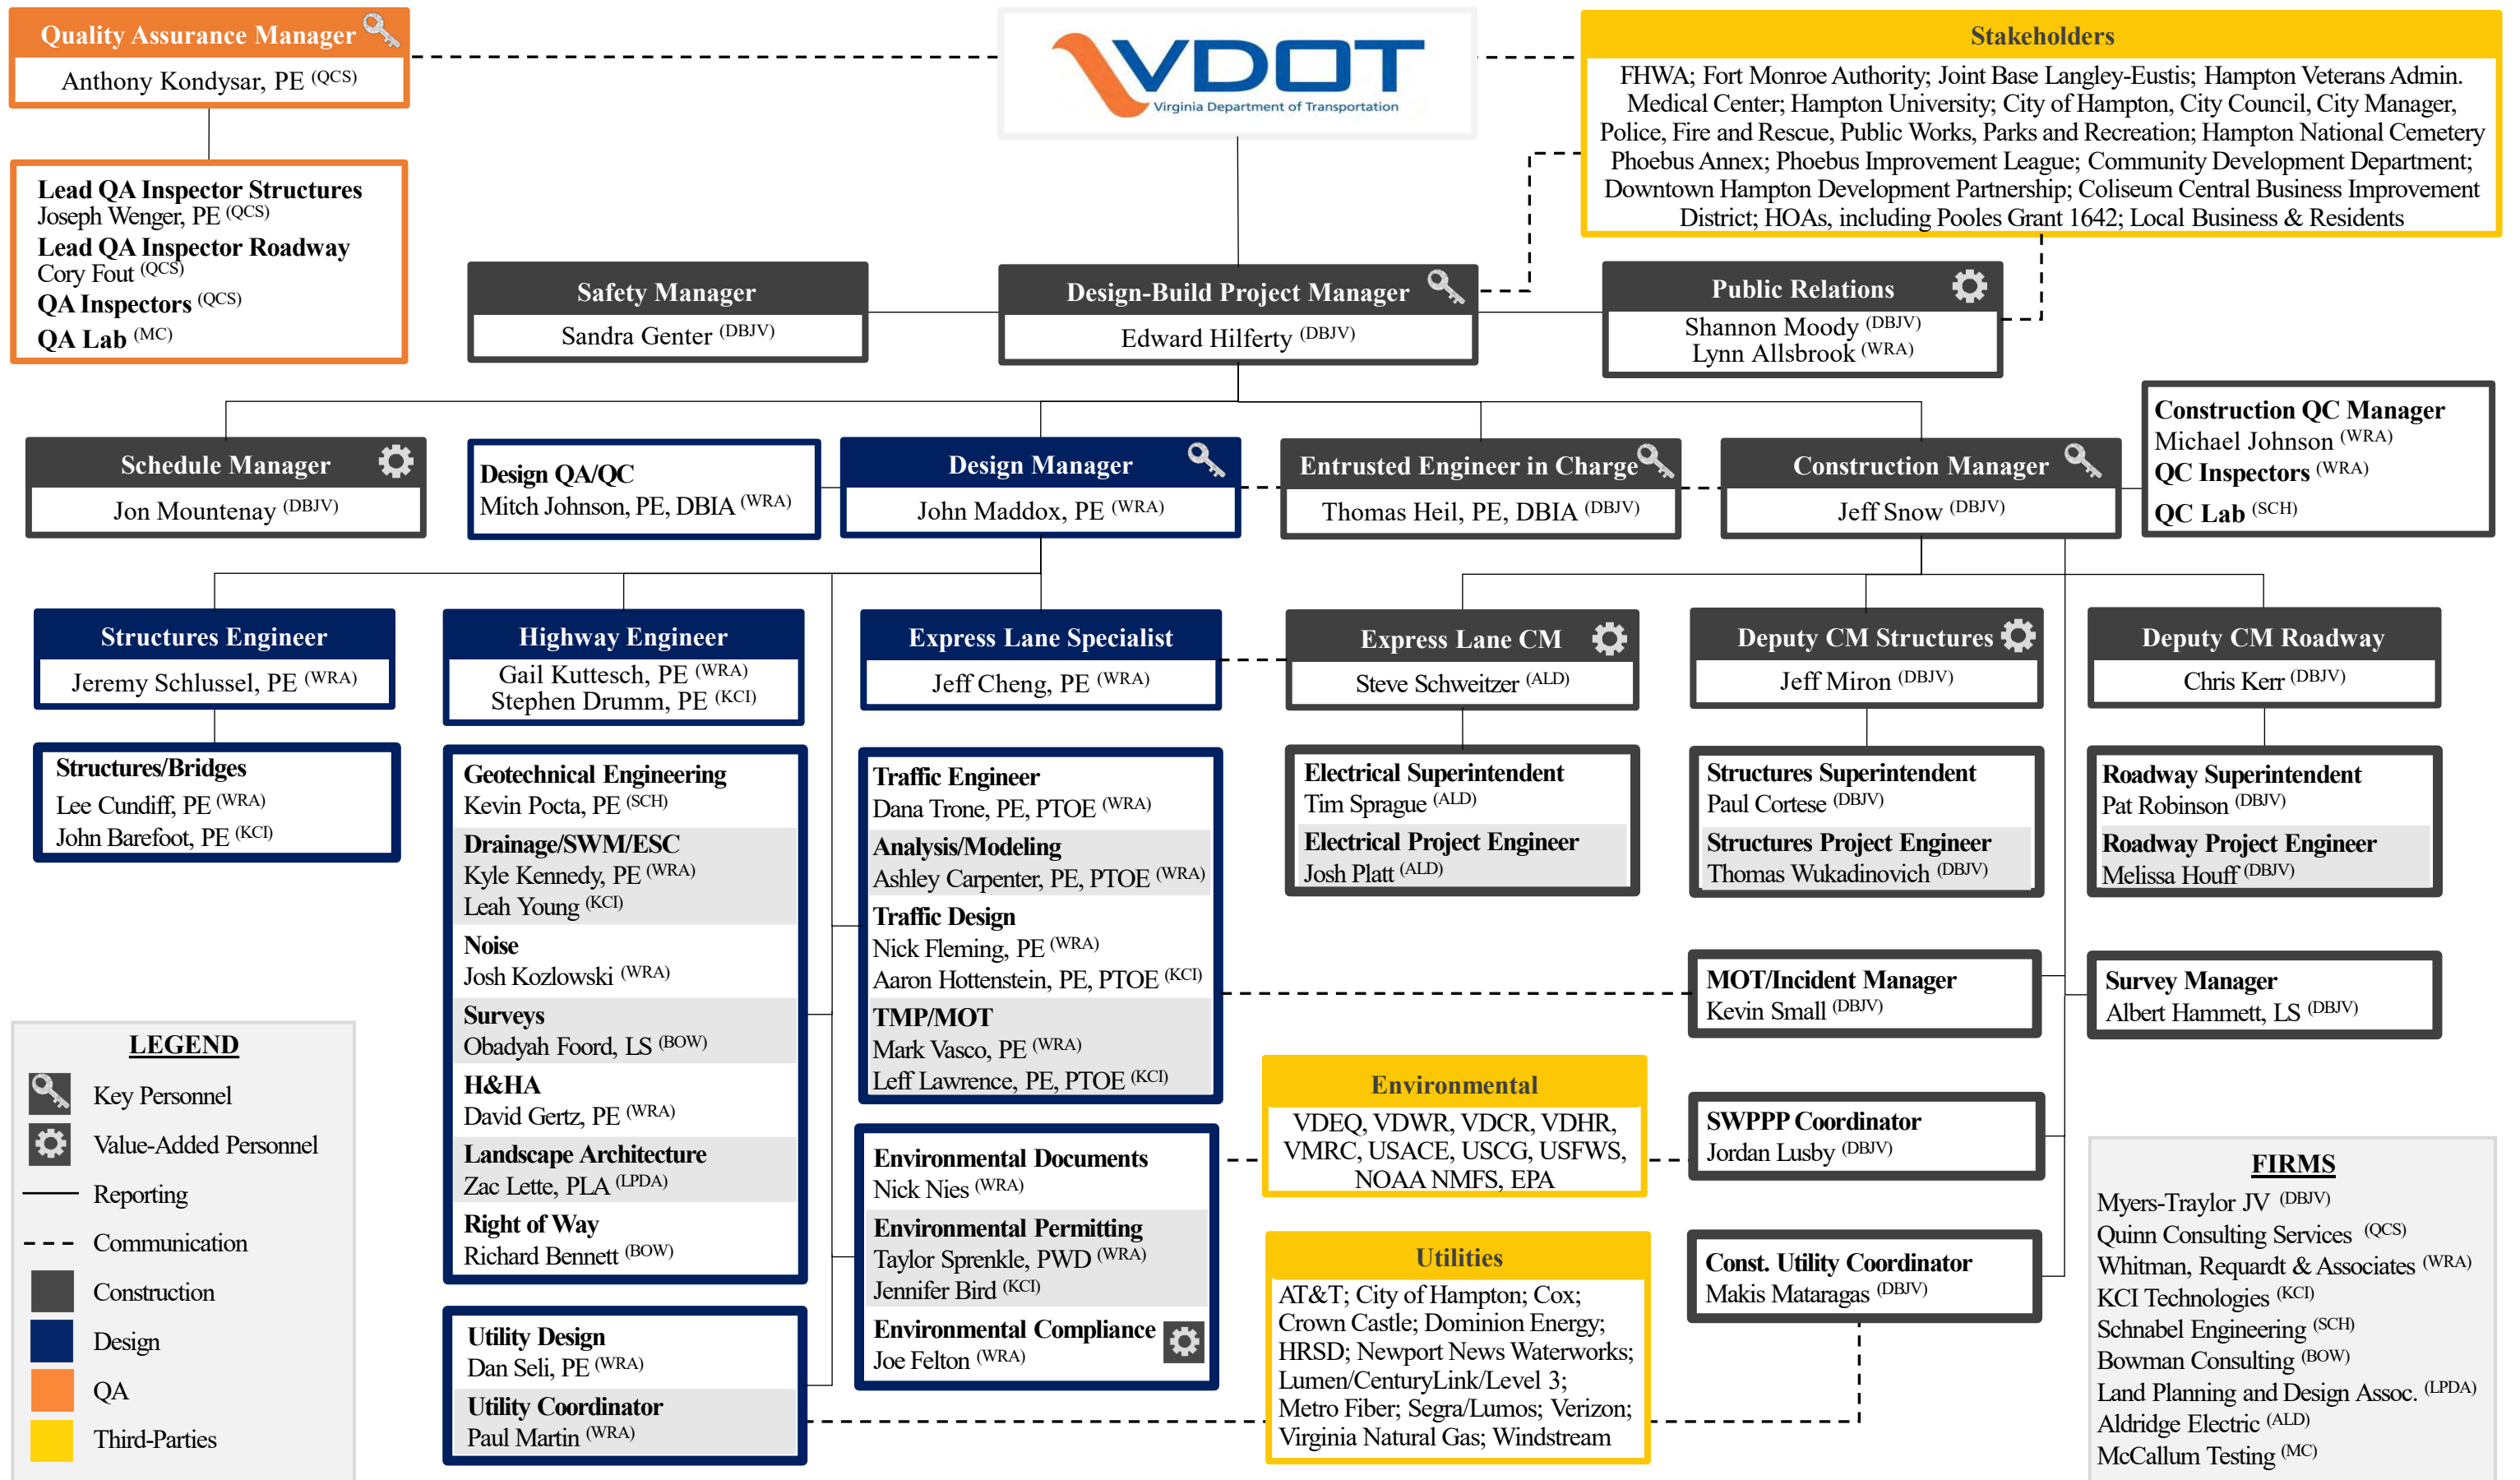 Quality Assurance Manager
Anthony Kondysar, PE (QCS)
VDOT
Virginia Department of Transportation
Stakeholders
FHWA; Fort Monroe Authority; Joint Base Langley-Eustis; Hampton Veterans Admin.
Medical Center; Hampton University; City of Hampton, City Council, City Manager,
Police, Fire and Rescue, Public Works, Parks and Recreation; Hampton National Cemetery
Phoebus Annex; Phoebus Improvement League; Community Development Department;
Downtown Hampton Development Partnership; Coliseum Central Business Improvement
District; HOAs, including Pooles Grant 1642; Local Business & Residents
Lead QA Inspector Structures
Joseph Wenger, PE (QCS)
Lead QA Inspector Roadway
Cory Fout (QCS)
QA Inspectors (QCS)
QA Lab (MC)
Safety Manager
Sandra Genter (DBJV)
Design-Build Project Manager
Edward Hilferty (DBJV)
Public Relations
Shannon Moody (DBJV)
Lynn Allsbrook (WRA)
Schedule Manager
Jon Mountenay (DBJV)
Design QA/QC
Mitch Johnson, PE, DBIA (WRA)
Design Manager
John Maddox, PE (WRA)
Entrusted Engineer in Charge
Thomas Heil, PE, DBIA (DBJV)
Construction Manager
Jeff Snow (DBJV)
Construction QC Manager
Michael Johnson (WRA)
QC Inspectors (WRA)
QC Lab (SCH)
Structures Engineer
Jeremy Schlussel, PE (WRA)
Highway Engineer
Gail Kuttesch, PE (WRA)
Stephen Drumm, PE (KCI)
Express Lane Specialist
Jeff Cheng, PE (WRA)
Express Lane CM
Steve Schweitzer (ALD)
Deputy CM Structures
Jeff Miron (DBJV)
Deputy CM Roadway
Chris Kerr (DBJV)
Structures/Bridges
Lee Cundiff, PE (WRA)
John Barefoot, PE (KCI)
Geotechnical Engineering
Kevin Pocta, PE (SCH)
Drainage/SWM/ESC
Kyle Kennedy, PE (WRA)
Leah Young (KCI)
Noise
Josh Kozlowski (WRA)
Surveys
Obadyah Foord, LS (BOW)
H&HA
David Gertz, PE (WRA)
Landscape Architecture
Zac Lette, PLA (LPDA)
Right of Way
Richard Bennett (BOW)
Utility Design
Dan Seli, PE (WRA)
Utility Coordinator
Paul Martin (WRA)
Traffic Engineer
Dana Trone, PE, PTOE (WRA)
Analysis/Modeling
Ashley Carpenter, PE, PTOE (WRA)
Traffic Design
Nick Fleming, PE (WRA)
Aaron Hottenstein, PE, PTOE (KCI)
TMP/MOT
Mark Vasco, PE (WRA)
Leff Lawrence, PE, PTOE (KCI)
Environmental Documents
Nick Nies (WRA)
Environmental Permitting
Taylor Sprenkle, PWD (WRA)
Jennifer Bird (KCI)
Environmental Compliance
Joe Felton (WRA)
Electrical Superintendent
Tim Sprague (ALD)
Electrical Project Engineer
Josh Platt (ALD)
Structures Superintendent
Paul Cortese (DBJV)
Structures Project Engineer
Thomas Wukadinovich (DBJV)
Roadway Superintendent
Pat Robinson (DBJV)
Roadway Project Engineer
Melissa Houff (DBJV)
MOT/Incident Manager
Kevin Small (DBJV)
Survey Manager
Albert Hammett, LS (DBJV)
Environmental
VDEQ, VDWR, VDCR, VDHR,
VMRC, USACE, USCG, USFWS,
NOAA NMFS, EPA
SWPPP Coordinator
Jordan Lusby (DBJV)
Utilities
AT&T; City of Hampton; Cox;
Crown Castle; Dominion Energy;
HRSD; Newport News Waterworks;
Lumen/CenturyLink/Level 3;
Metro Fiber; Segra/Lumos; Verizon;
Virginia Natural Gas; Windstream
Const. Utility Coordinator
Makis Mataragas (DBJV)
LEGEND
Key Personnel
Value-Added Personnel
Reporting
Communication
Construction
Design
QA
Third-Parties
FIRMS
Myers-Traylor JV (DBJV)
Quinn Consulting Services (QCS)
Whitman, Requardt & Associates (WRA)
KCI Technologies (KCI)
Schnabel Engineering (SCH)
Bowman Consulting (BOW)
Land Planning and Design Assoc. (LPDA)
Aldridge Electric (ALD)
McCallum Testing (MC)